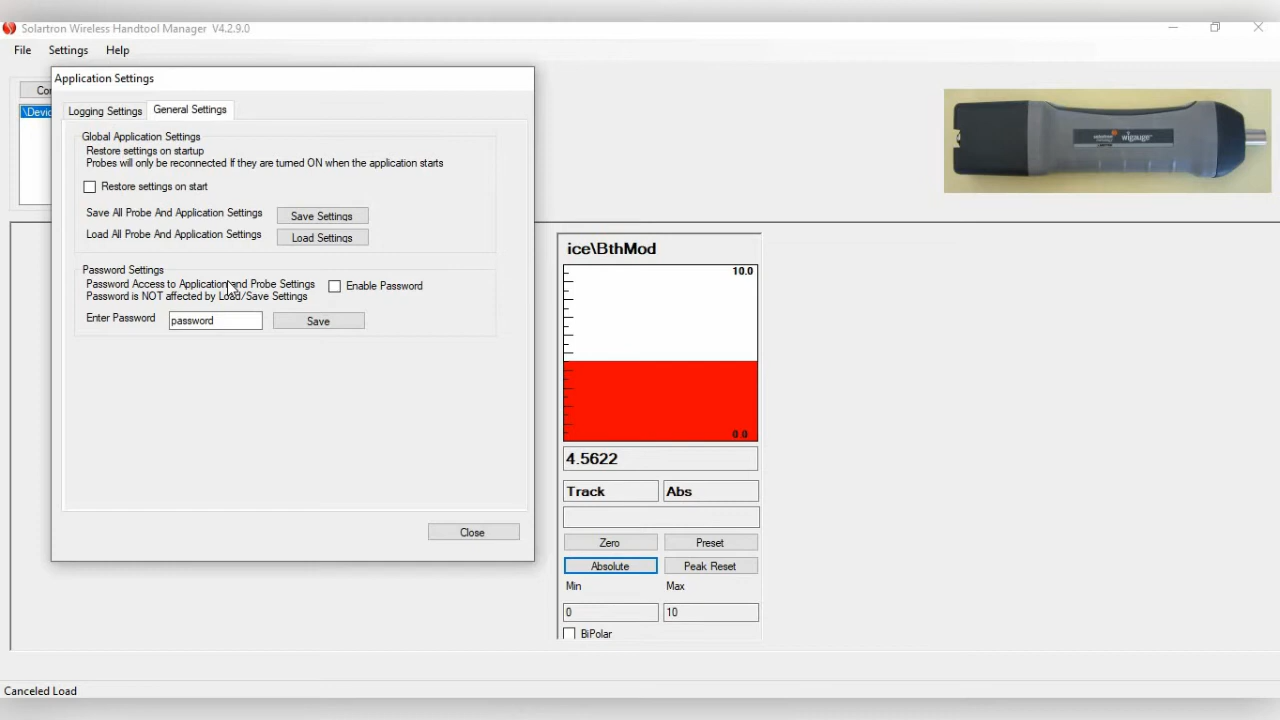 Solartron Wireless Handtool Manager V4.2.9.0
File Settings Help
Application Settings
Logging Settings General Settings
Global Application Settings
Restore settings on startup
Probes will only be reconnected if they are turned ON when the application starts
Restore settings on start
Save All Probe And Application Settings Save Settings
Load All Probe And Application Settings Load Settings
Password Settings
Password Access to Application and Probe Settings Enable Password
Password is NOT affected by Load/Save Settings
Enter Password password Save
Close
wigauge
ice\BthMod
10.0
0.0
4.5622
Track Abs
Zero Preset
Absolute Peak Reset
Min Max
0 10
BiPolar
Canceled Load